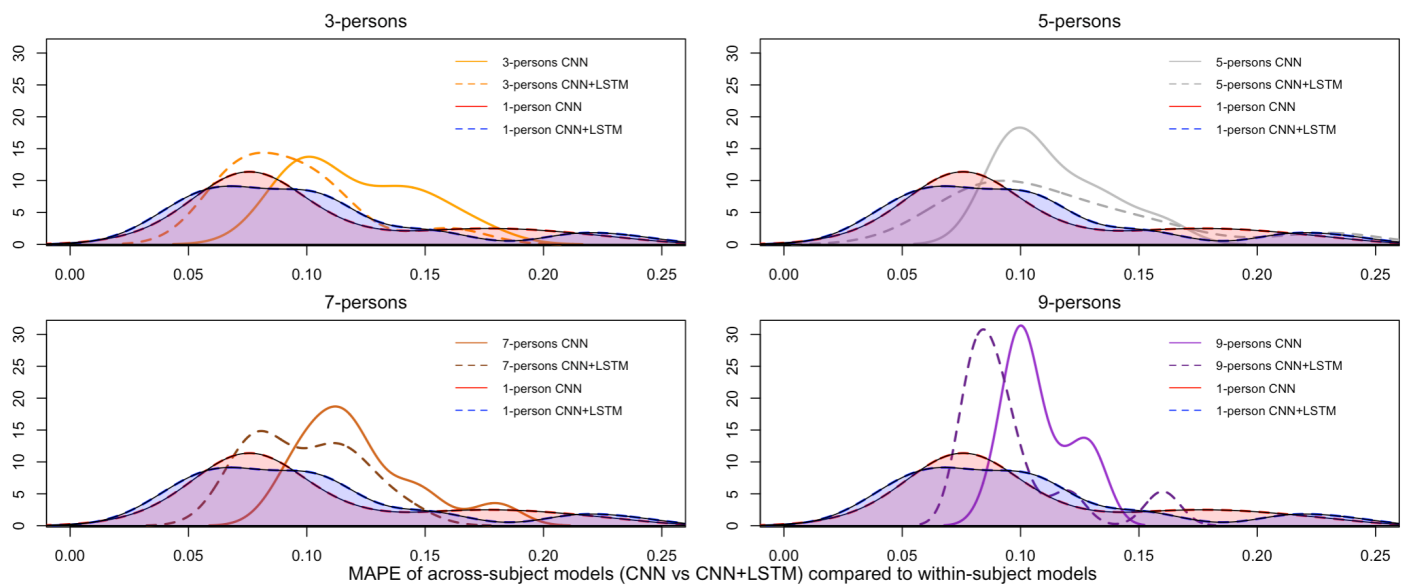 3-persons
30
25
20
15
10
5
0
3-persons CNN
3-persons CNN+LSTM
1-person CNN
1-person CNN+LSTM
0.00 0.05 0.10 0.15 0.20 0.25
5-persons
30
25
20
15
10
5
0
5-persons CNN
5-persons CNN+LSTM
1-person CNN
1-person CNN+LSTM
0.00 0.05 0.10 0.15 0.20 0.25
7-persons
30
25
20
15
10
5
0
7-persons CNN
7-persons CNN+LSTM
1-person CNN
1-person CNN+LSTM
0.00 0.05 0.10 0.15 0.20 0.25
9-persons
30
25
20
15
10
5
0
9-persons CNN
9-persons CNN+LSTM
1-person CNN
1-person CNN+LSTM
0.00 0.05 0.10 0.15 0.20 0.25
MAPE of across-subject models (CNN vs CNN+LSTM) compared to within-subject models